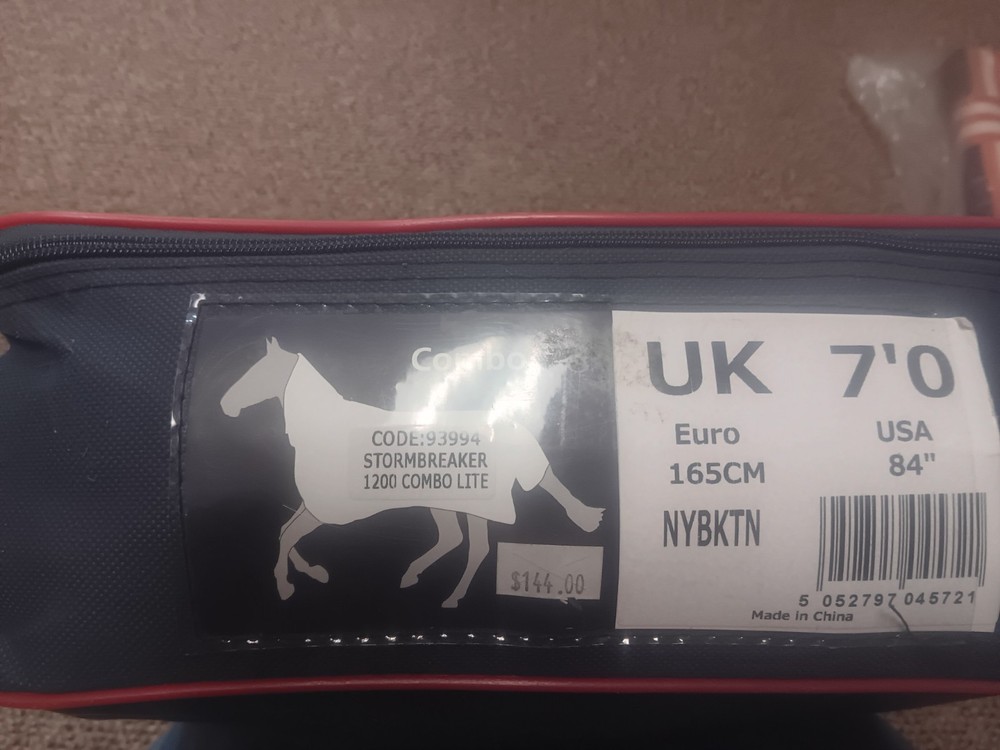 Combo
CODE:93994
STORMBREAKER
1200 COMBO LITE
$144.00
UK 7'0
Euro USA
165CM 84"
NYBKTN
5 052797 045721
Made in China